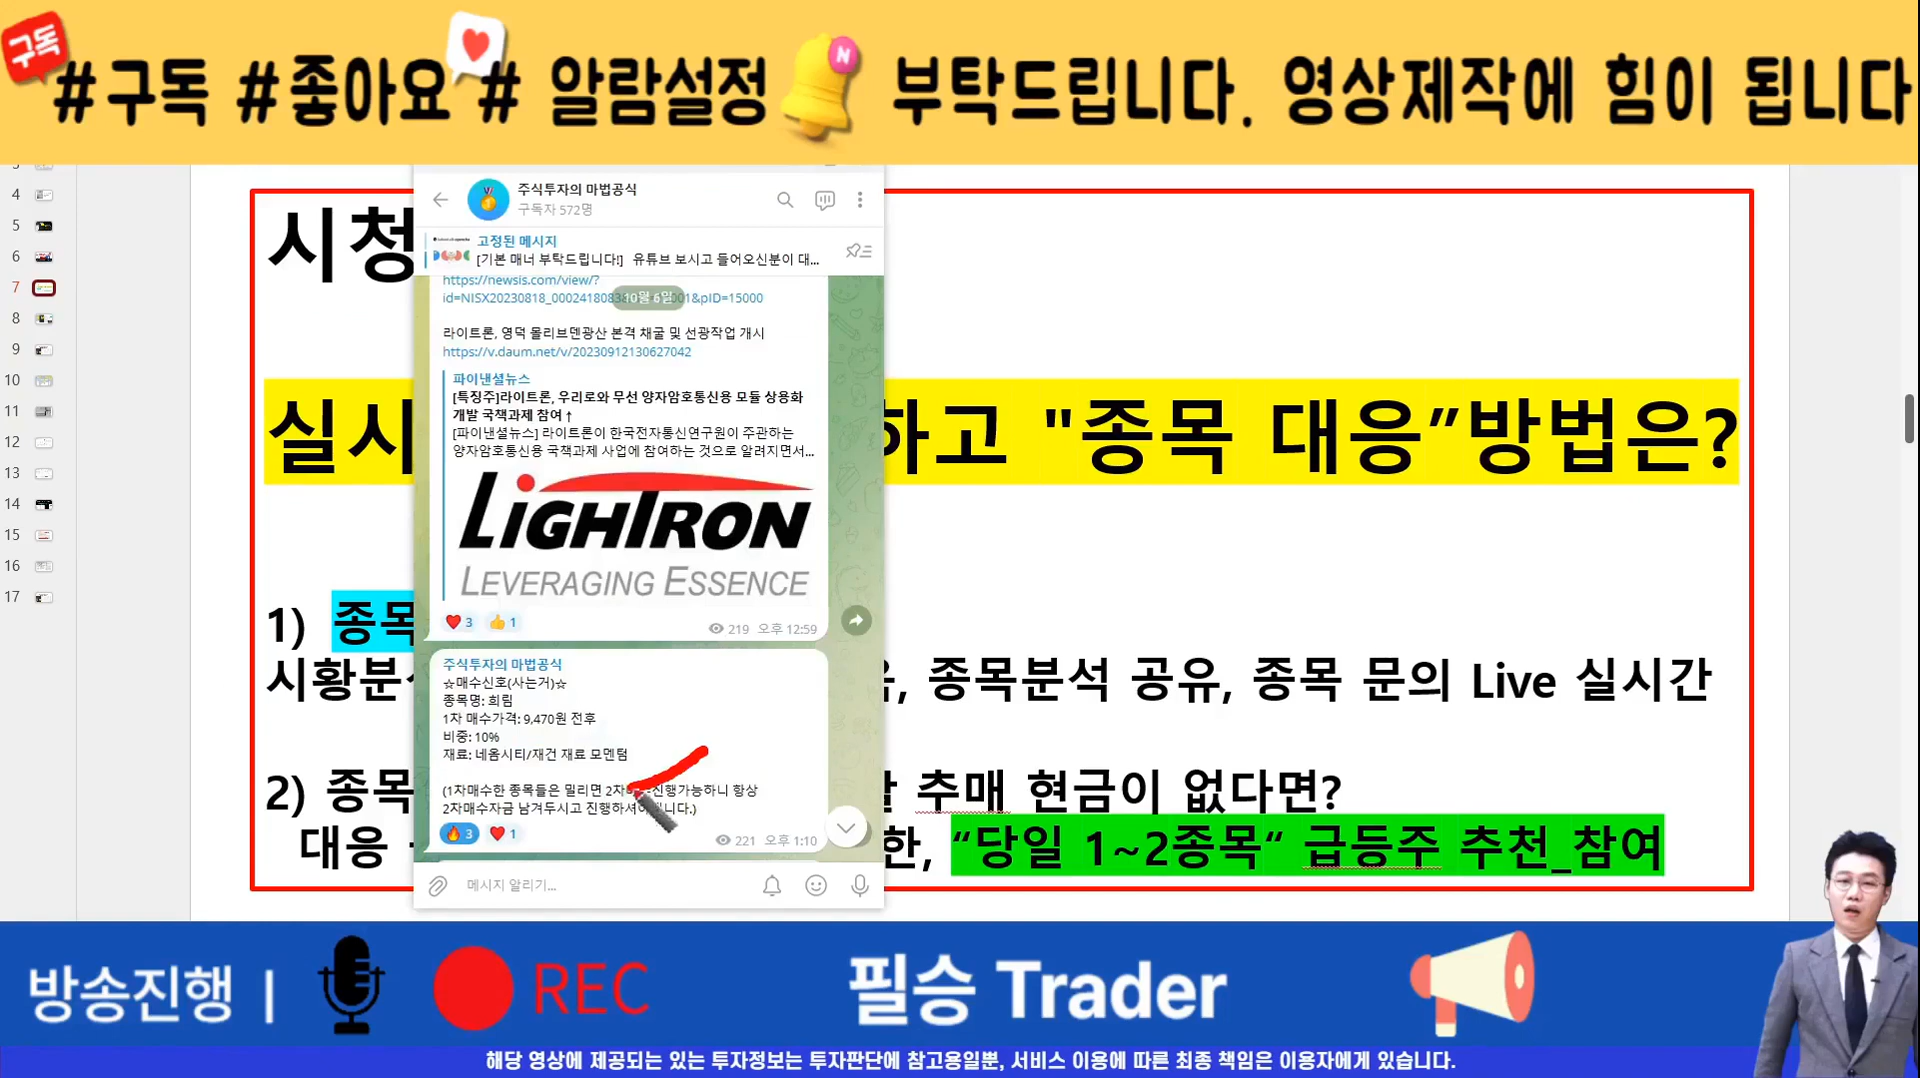 구독
#구독 #좋아요 # 알람설정 N 부탁드립니다. 영상제작에 힘이 됩니다
4
5
6
7
8
9
10
11
12
13
14
15
16
17
주식투자의 마법공식
구독자 572명
고정된 메시지
[기본 매너 부탁드립니다!] 유튜브 보시고 들어오신분이 대...
https://newsis.com/view/?
10월 6일
라이트론, 영덕 몰리브덴광산 본격 채굴 및 선광작업 개시
https://v.daum.net/v/20230912130627042
파이낸셜뉴스
[특징주]라이트론, 우리로와 무선 양자암호통신용 모듈 상용화
개발 국책과제 참여↑
[파이낸셜뉴스] 라이트론이 한국전자통신연구원이 주관하는
양자암호통신용 국책과제 사업에 참여하는 것으로 알려지면서...
LIGHTRON
LEVERAGING ESSENCE
3 1
219 오후 12:59
주식투자의 마법공식
☆매수신호(사는거)☆
종목명: 희림
1차 매수가격: 9,470원 전후
비중: 10%
재료: 네옴시티/재건 재료 모멘텀
(1차매수한 종목들은 밀리면 진행가능하니 항상
2차매수자금 남겨두시고
3 1
221 오후 1:10
메시지 알리기...
시청
실시 하고 "종목 대응”방법은?
1) 종목
시황분 종목분석 공유, 종목 문의 Live 실시간
2) 종목 추매 현금이 없다면?
대응 한, “당일 1~2종목“ 급등주 추천_참여
방송진행 |
REC
필승 Trader
해당 영상에 제공되는 있는 투자정보는 투자판단에 참고용일뿐, 서비스 이용에 따른 최종 책임은 이용자에게 있습니다.